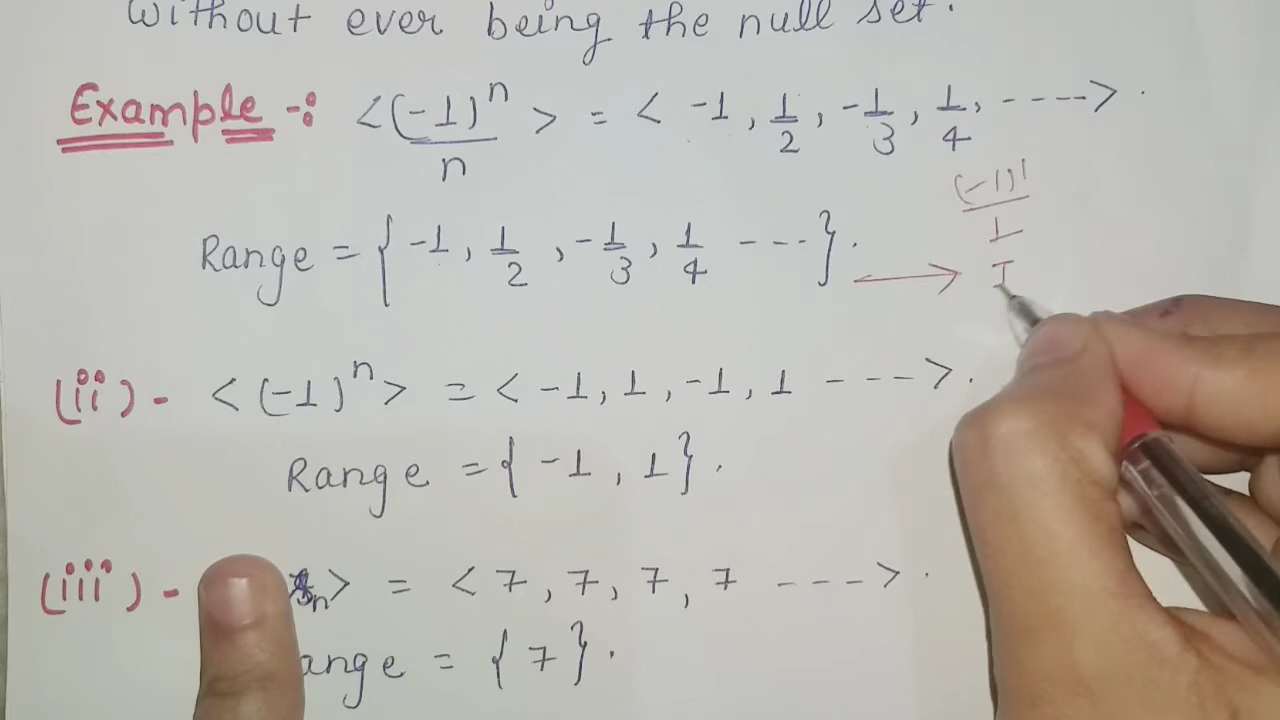 Without ever being the null set.
Example -: <(-1)^n/n> = < -1, 1/2, -1/3, 1/4, ---->.
(-1)^1/1
Range = { -1, 1/2, -1/3, 1/4 --- }. →
(ii) - <(-1)^n> = < -1, 1, -1, 1 --->.
Range = { -1, 1 }.
(iii) - n> = < 7, 7, 7, 7 --->.
ange = { 7 }.